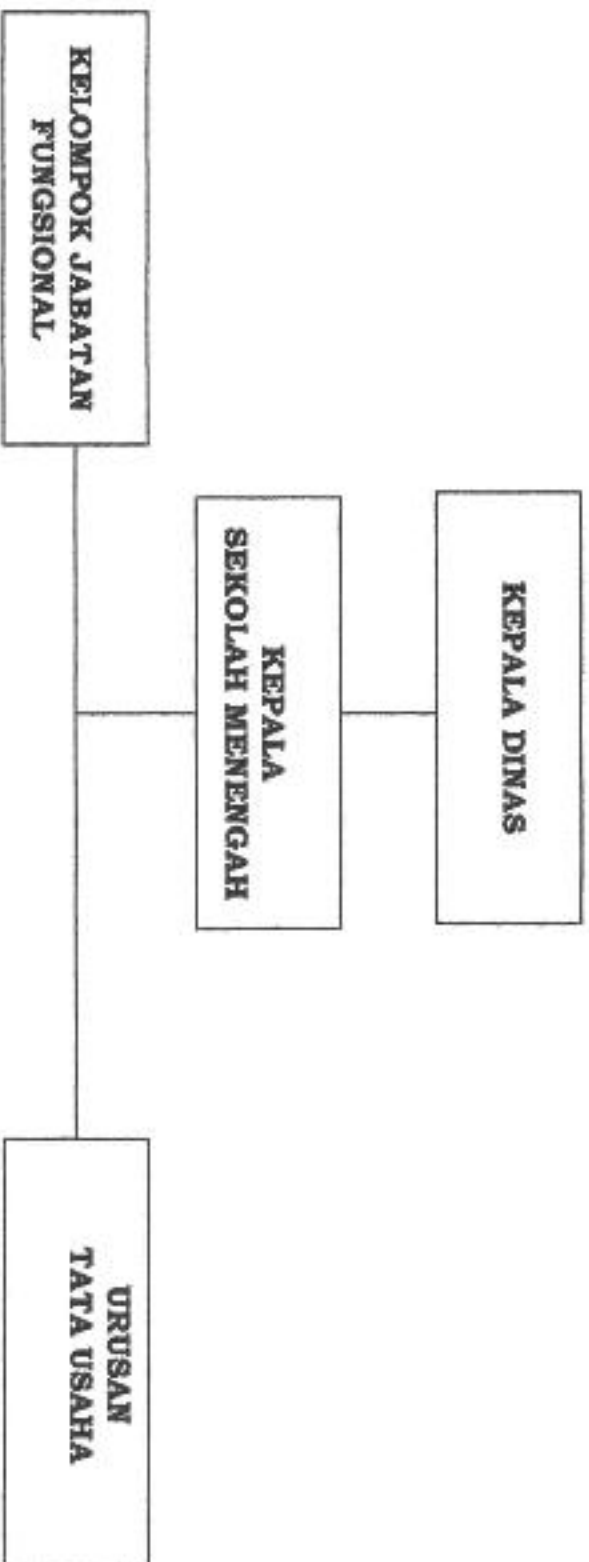 KEPALA DINAS
KEPALA
SEKOLAH MENENGAH
KELOMPOK JABATAN
FUNGSIONAL
URUSAN
TATA USAHA